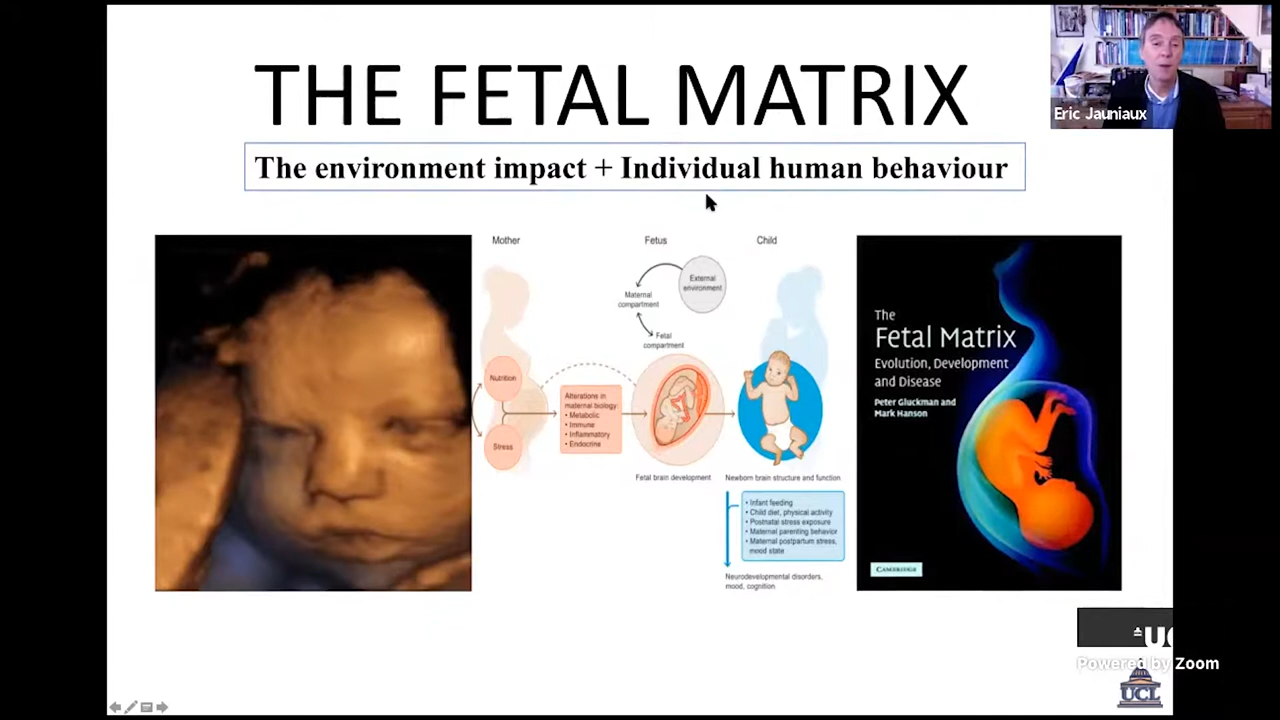 THE FETAL MATRIX
The environment impact + Individual human behaviour
Eric Jauniaux
Mother
Fetus
Child
External
environment
Maternal
compartment
Fetal
compartment
Nutrition
Stress
Alterations in
maternal biology:
• Metabolic
• Immune
• Inflammatory
• Endocrine
Fetal brain development
Newborn brain structure and function
• Infant feeding
• Child diet, physical activity
• Postnatal stress exposure
• Maternal parenting behavior
• Maternal postpartum stress,
mood state
Neurodevelopmental disorders,
mood, cognition
The
Fetal Matrix
Evolution, Development
and Disease
Peter Gluckman and
Mark Hanson
CAMBRIDGE
Powered by Zoom
UCL